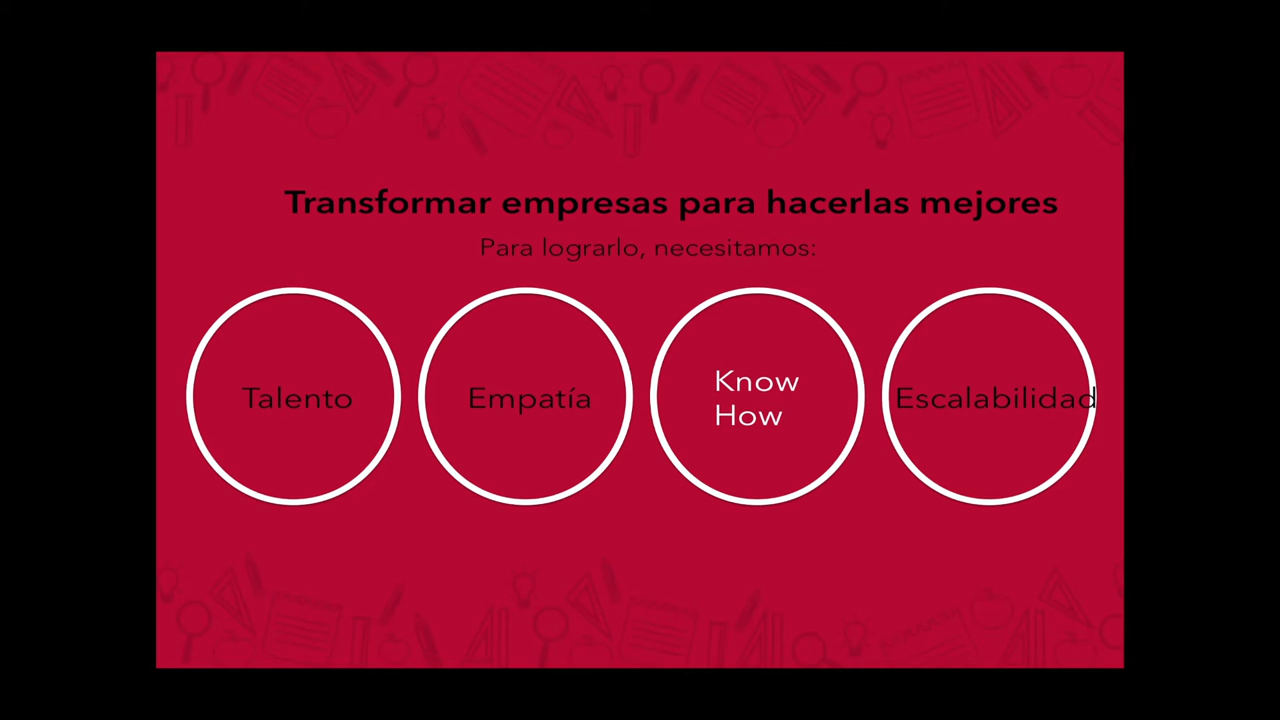 Transformar empresas para hacerlas mejores
Para lograrlo, necesitamos:
Talento
Empatía
Know
How
Escalabilidad